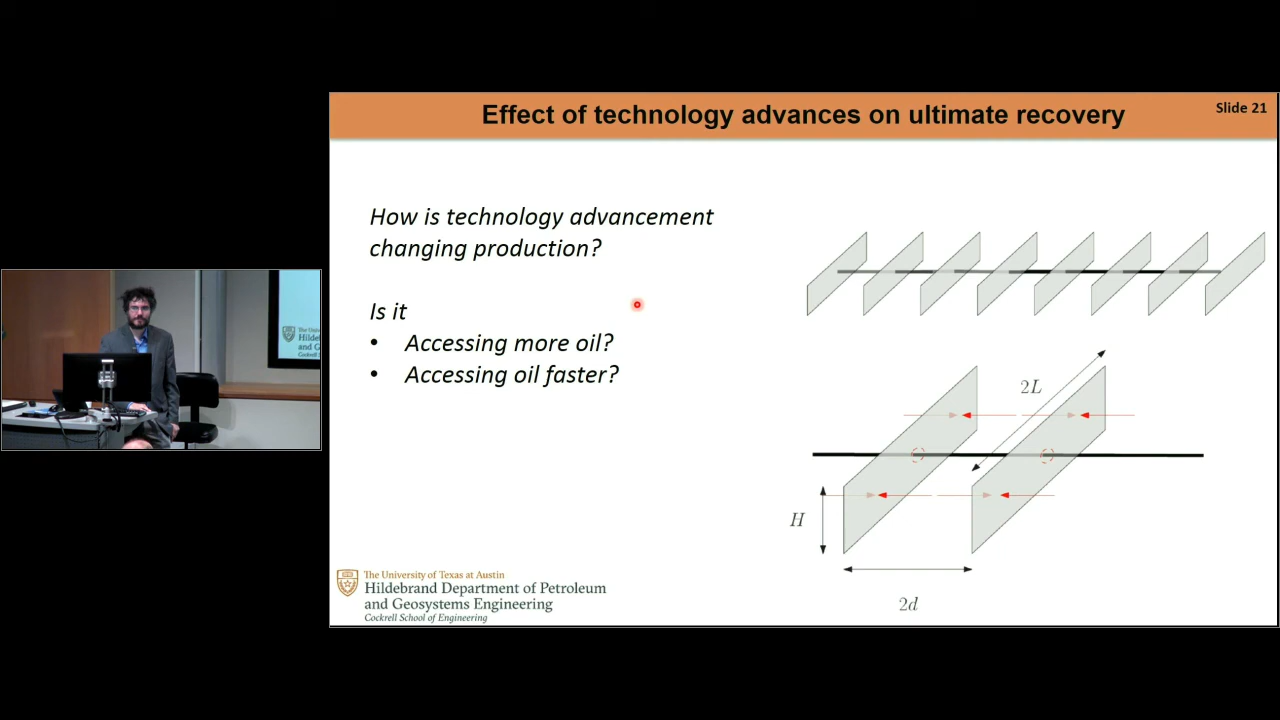 Effect of technology advances on ultimate recovery
Slide 21
How is technology advancement
changing production?
Is it
• Accessing more oil?
• Accessing oil faster?
2L
H
2d
The University of Texas at Austin
Hildebrand Department of Petroleum
and Geosystems Engineering
Cockrell School of Engineering